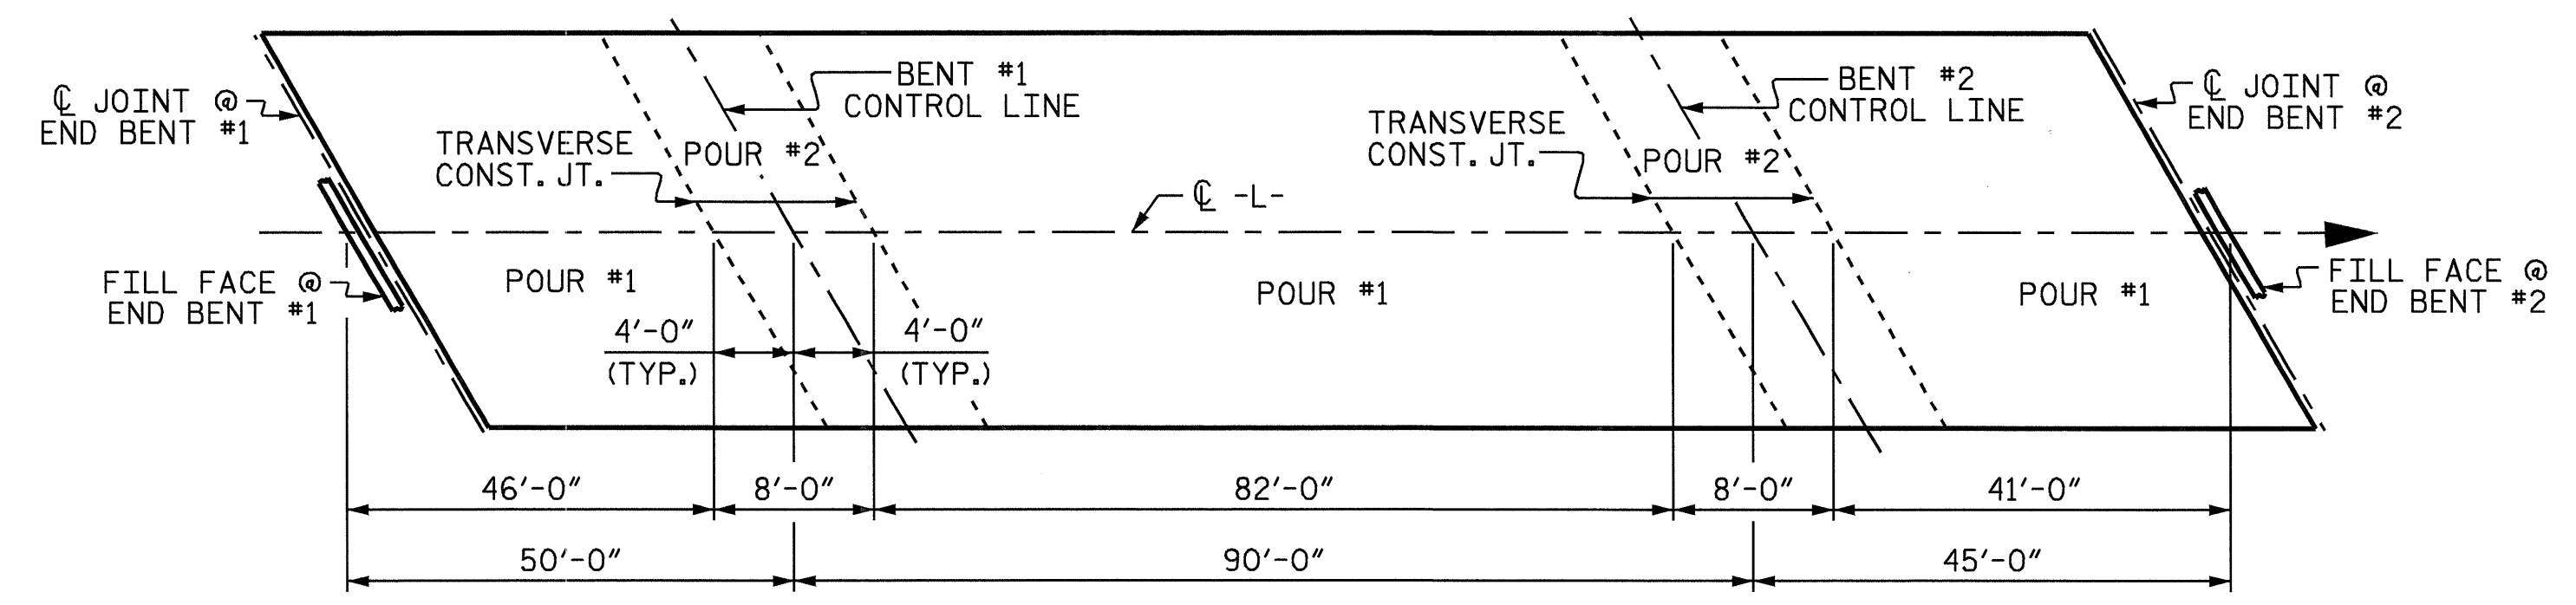 ℄ JOINT @
END BENT #1
BENT #1
CONTROL LINE
TRANSVERSE
CONST. JT.
POUR #2
℄ -L-
TRANSVERSE
CONST. JT.
BENT #2
CONTROL LINE
POUR #2
℄ JOINT @
END BENT #2
FILL FACE @
END BENT #1
POUR #1
POUR #1
POUR #1
FILL FACE @
END BENT #2
4'-0"
(TYP.)
4'-0"
(TYP.)
46'-0"
8'-0"
82'-0"
8'-0"
41'-0"
50'-0"
90'-0"
45'-0"